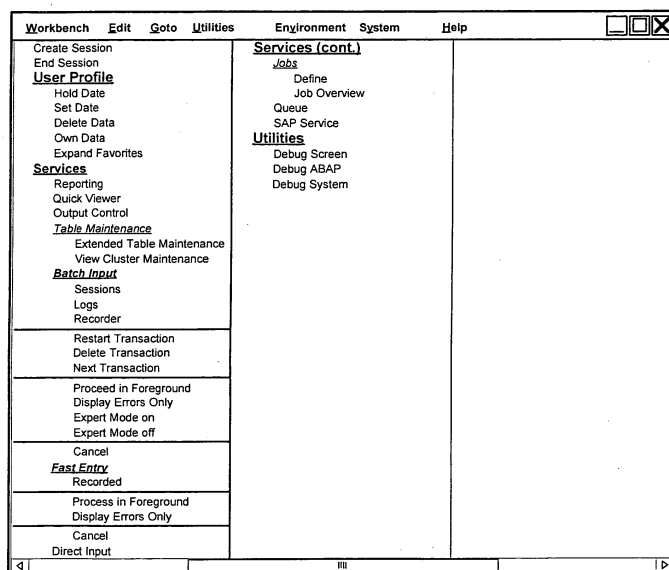 Workbench Edit Goto Utilities Environment System Help
Create Session
End Session
User Profile
Hold Date
Set Date
Delete Data
Own Data
Expand Favorites
Services
Reporting
Quick Viewer
Output Control
Table Maintenance
Extended Table Maintenance
View Cluster Maintenance
Batch Input
Sessions
Logs
Recorder
Restart Transaction
Delete Transaction
Next Transaction
Proceed in Foreground
Display Errors Only
Expert Mode on
Expert Mode off
Cancel
Fast Entry
Recorded
Process in Foreground
Display Errors Only
Cancel
Direct Input
Services (cont.)
Jobs
Define
Job Overview
Queue
SAP Service
Utilities
Debug Screen
Debug ABAP
Debug System